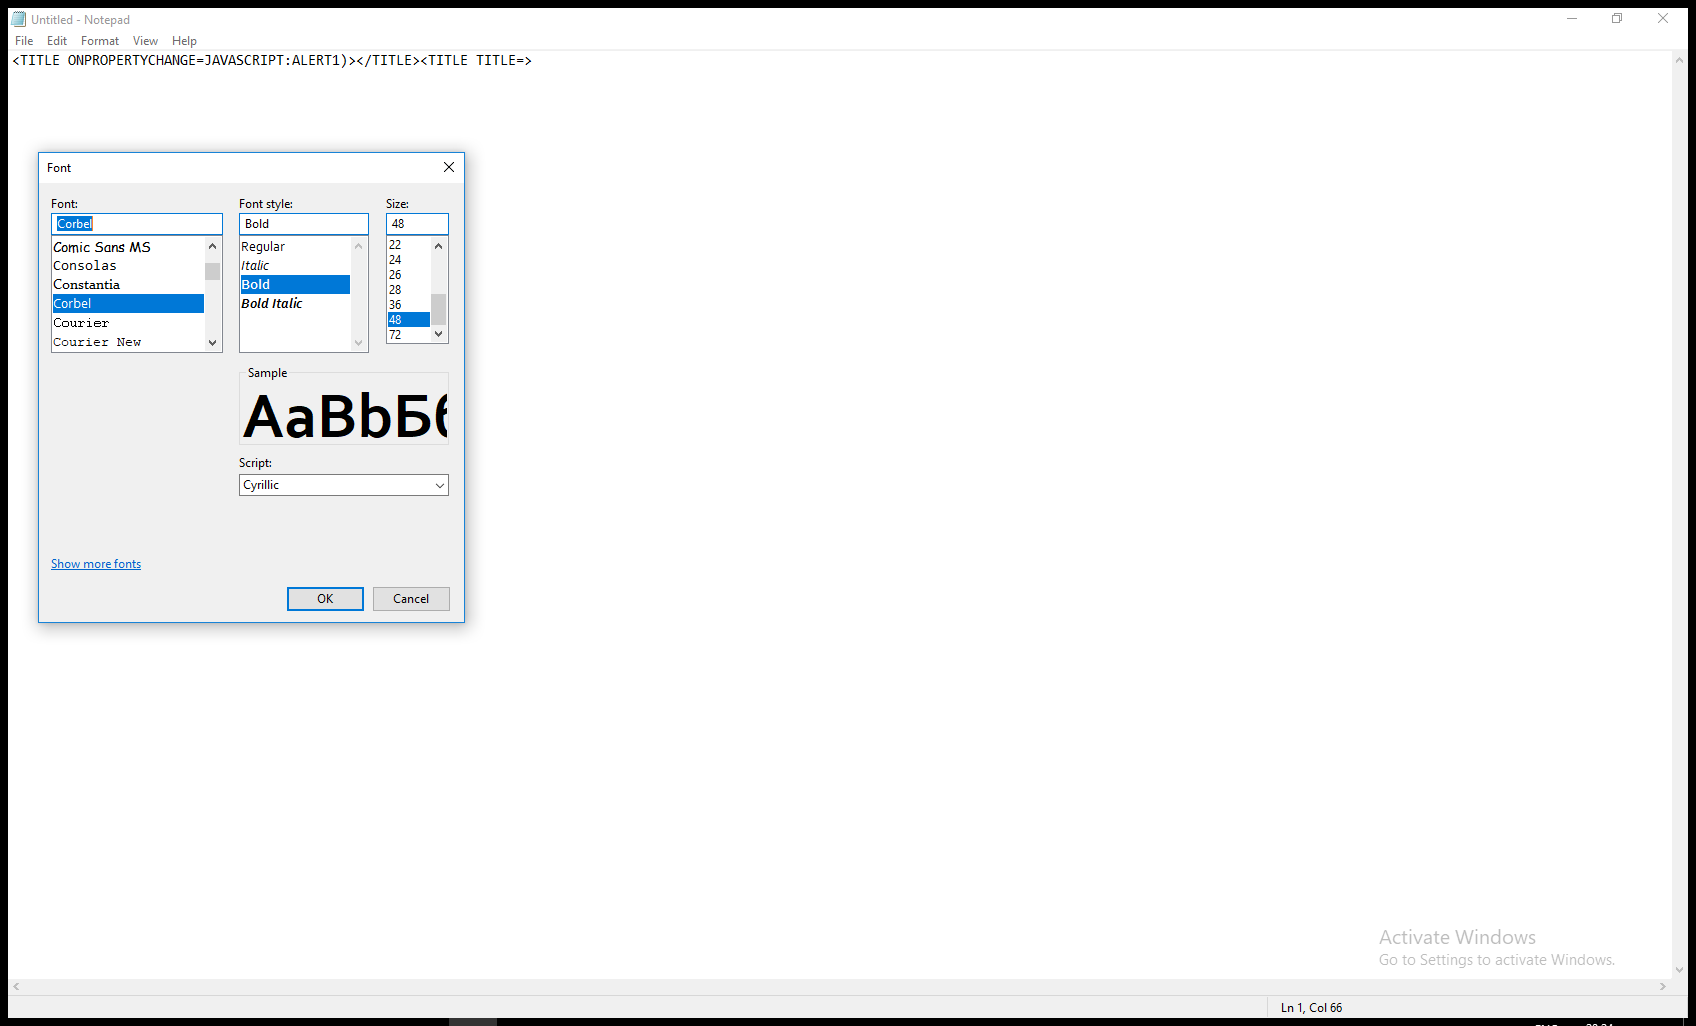 Untitled - Notepad
File Edit Format View Help
<TITLE ONPROPERTYCHANGE=JAVASCRIPT:ALERT1)></TITLE><TITLE TITLE=>
Font
Font:
Corbel
Comic Sans MS
Consolas
Constantia
Corbel
Courier
Courier New
Font style:
Bold
Regular
Italic
Bold
Bold Italic
Size:
48
22
24
26
28
36
48
72
Sample
AaBbБб
Script:
Cyrillic
Show more fonts
OK Cancel
Activate Windows
Go to Settings to activate Windows.
Ln 1, Col 66